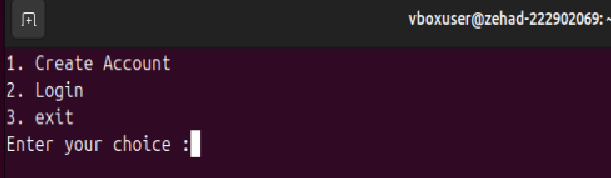 vboxuser@zehad-222902069: ~
1. Create Account
2. Login
3. exit
Enter your choice :